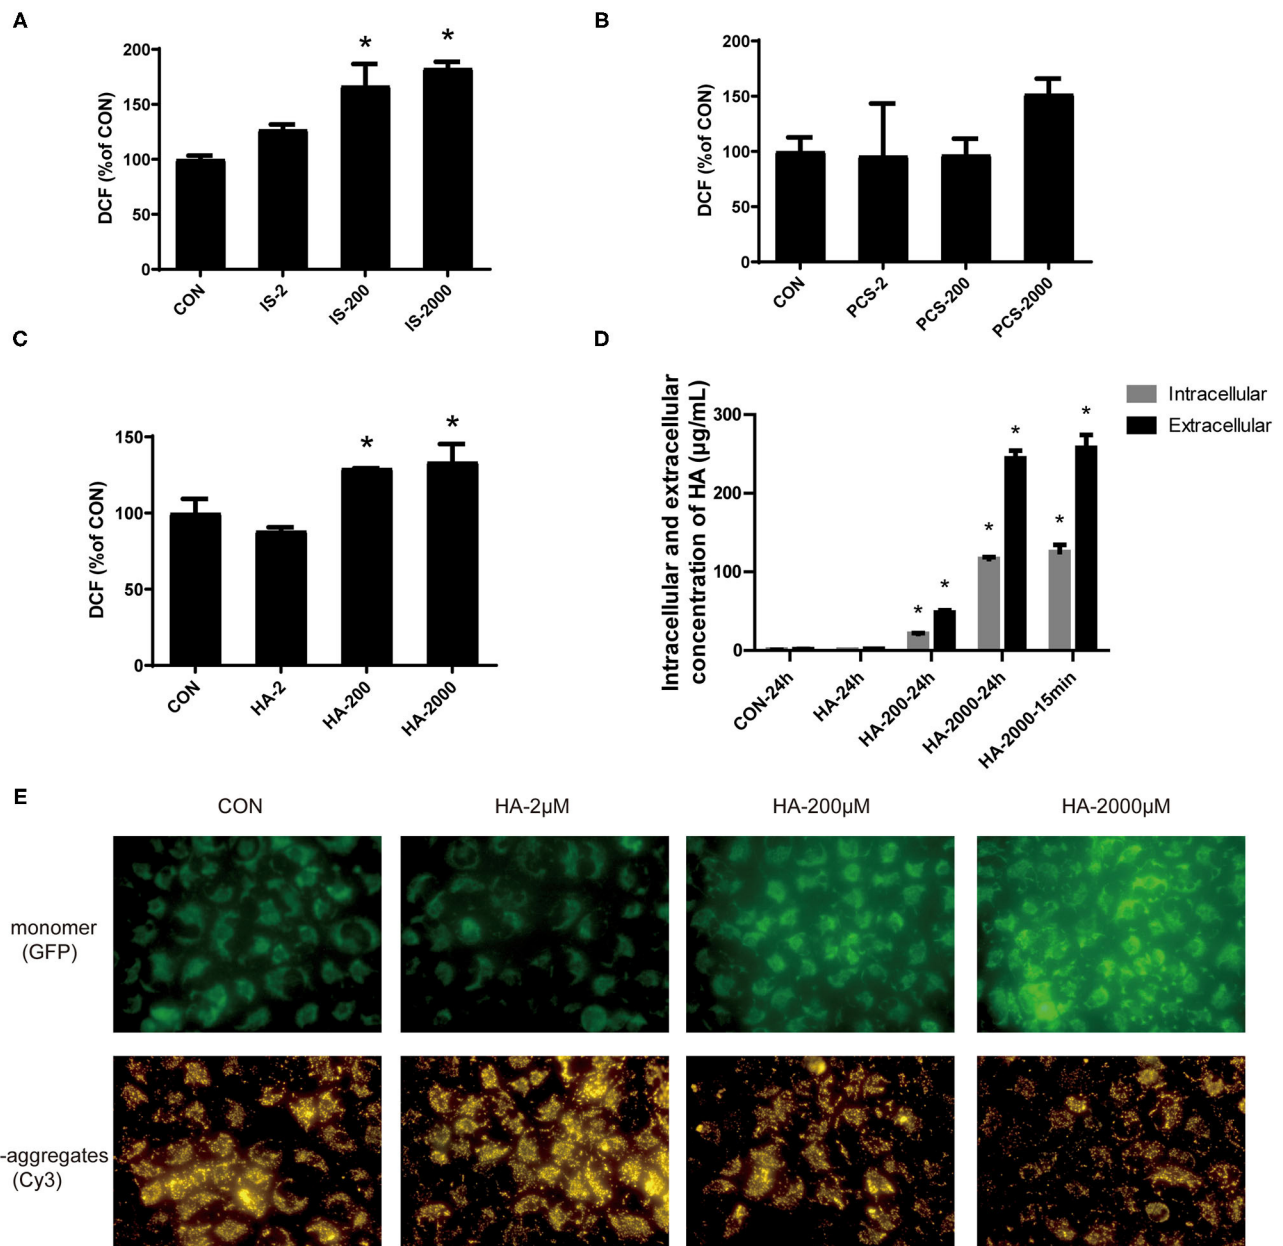 A
DCF (%of CON)
200
150
100
50
0
*
*
CON
IS-2
IS-200
IS-2000
B
DCF (%of CON)
200
150
100
50
0
CON
PCS-2
PCS-200
PCS-2000
C
DCF (%of CON)
150
100
50
0
*
*
CON
HA-2
HA-200
HA-2000
D
Intracellular and extracellular
concentration of HA (µg/mL)
300
200
100
0
*
*
*
*
*
*
Intracellular
Extracellular
CON-24h
HA-24h
HA-200-24h
HA-2000-24h
HA-2000-15min
E
CON
HA-2µM
HA-200µM
HA-2000µM
monomer
(GFP)
-aggregates
(Cy3)